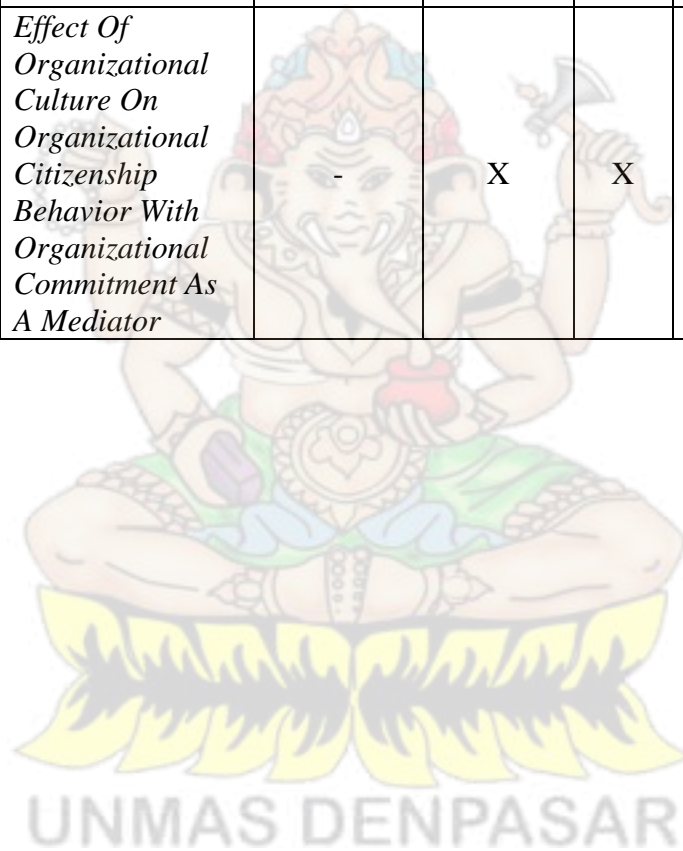 Effect Of
Organizational
Culture On
Organizational
Citizenship
Behavior With
Organizational
Commitment As
A Mediator
- X X
UNMAS DENPASAR